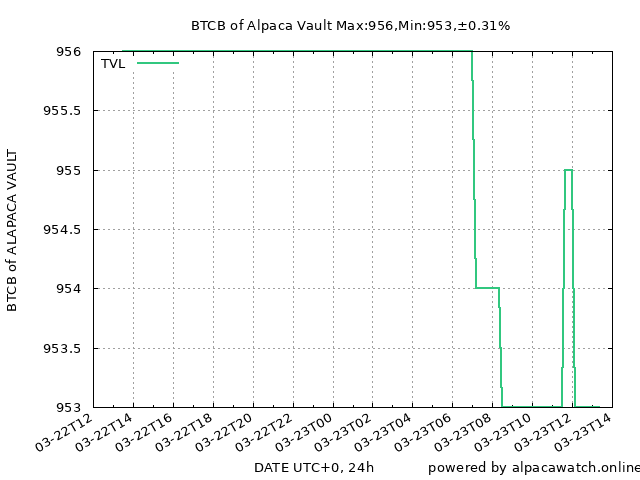 BTCB of Alpaca Vault Max:956,Min:953,±0.31%
TVL
956
955.5
955
954.5
954
953.5
953
BTCB of ALAPACA VAULT
03-22T12
03-22T14
03-22T16
03-22T18
03-22T20
03-22T22
03-23T00
03-23T02
03-23T04
03-23T06
03-23T08
03-23T10
03-23T12
03-23T14
DATE UTC+0, 24h
powered by alpacawatch.online